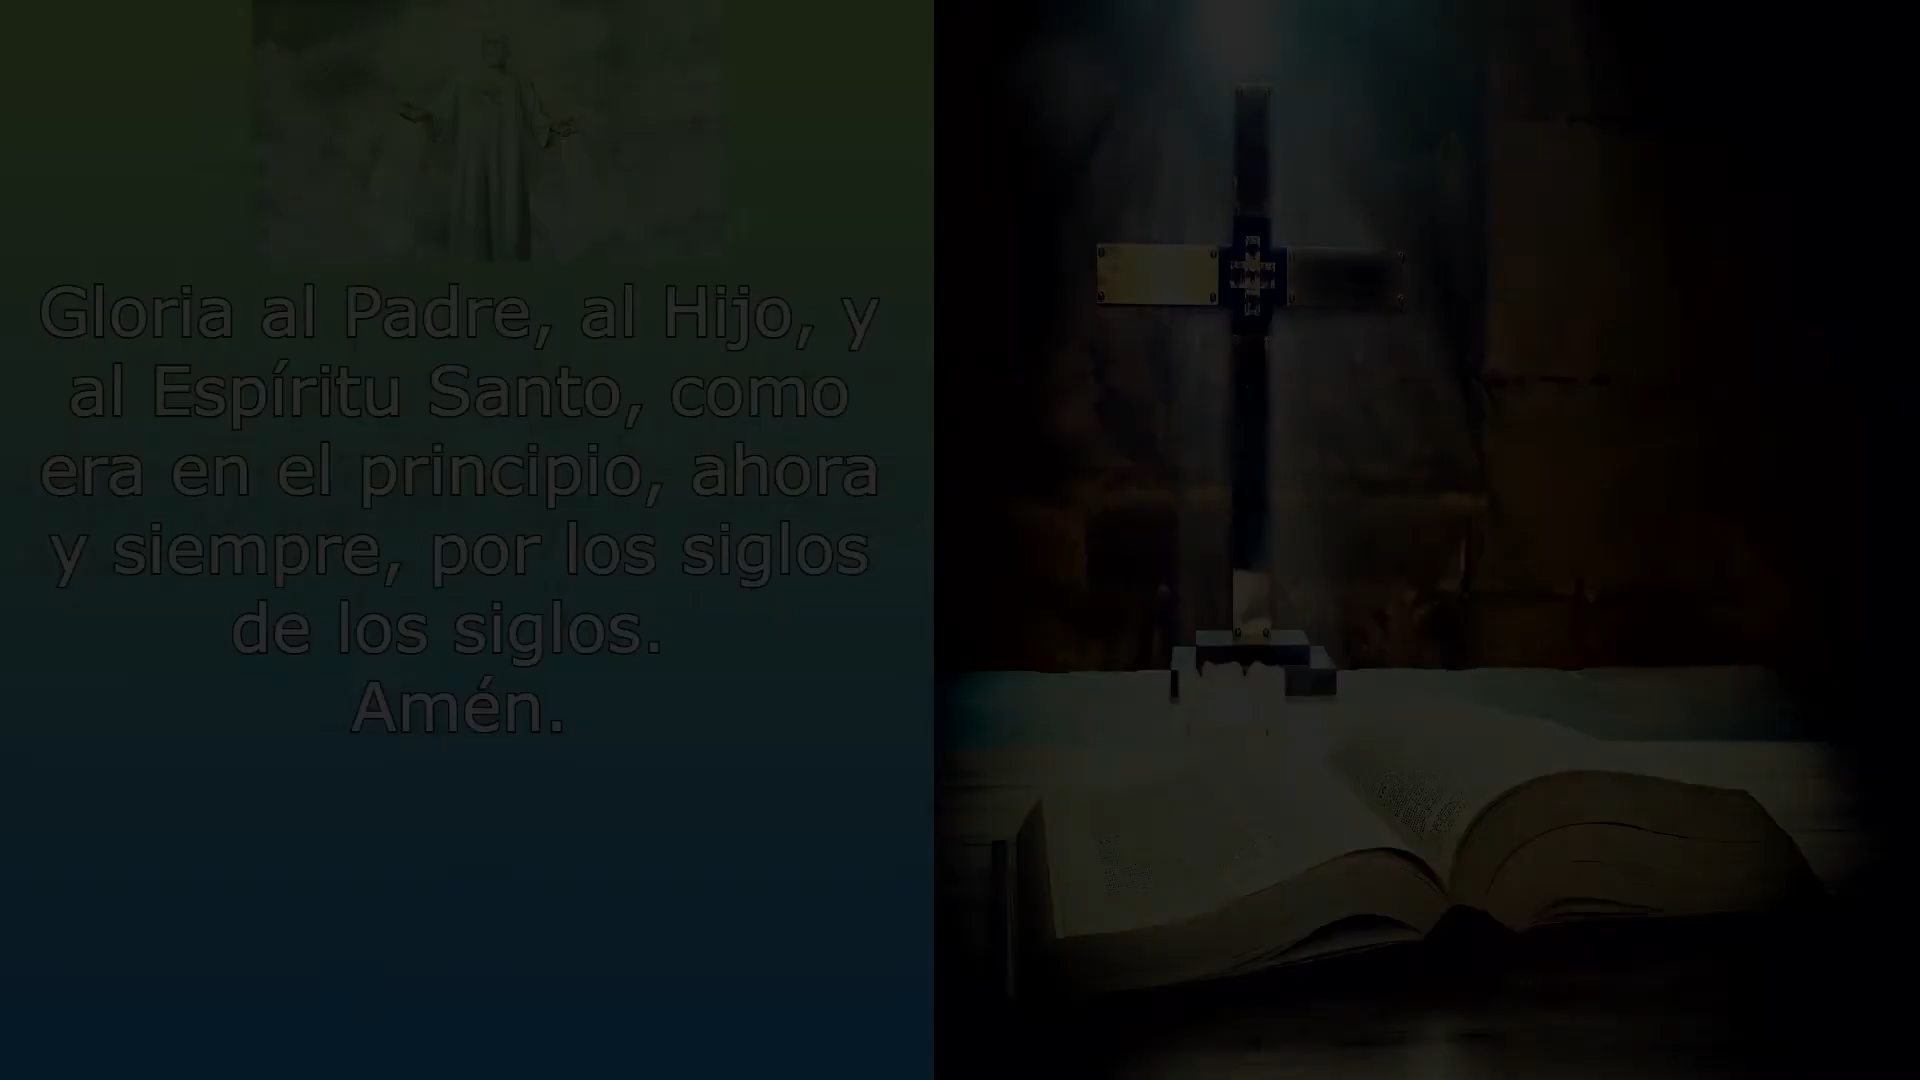 Gloria al Padre, al Hijo, y
al Espíritu Santo, como
era en el principio, ahora
y siempre, por los siglos
de los siglos.
Amén.